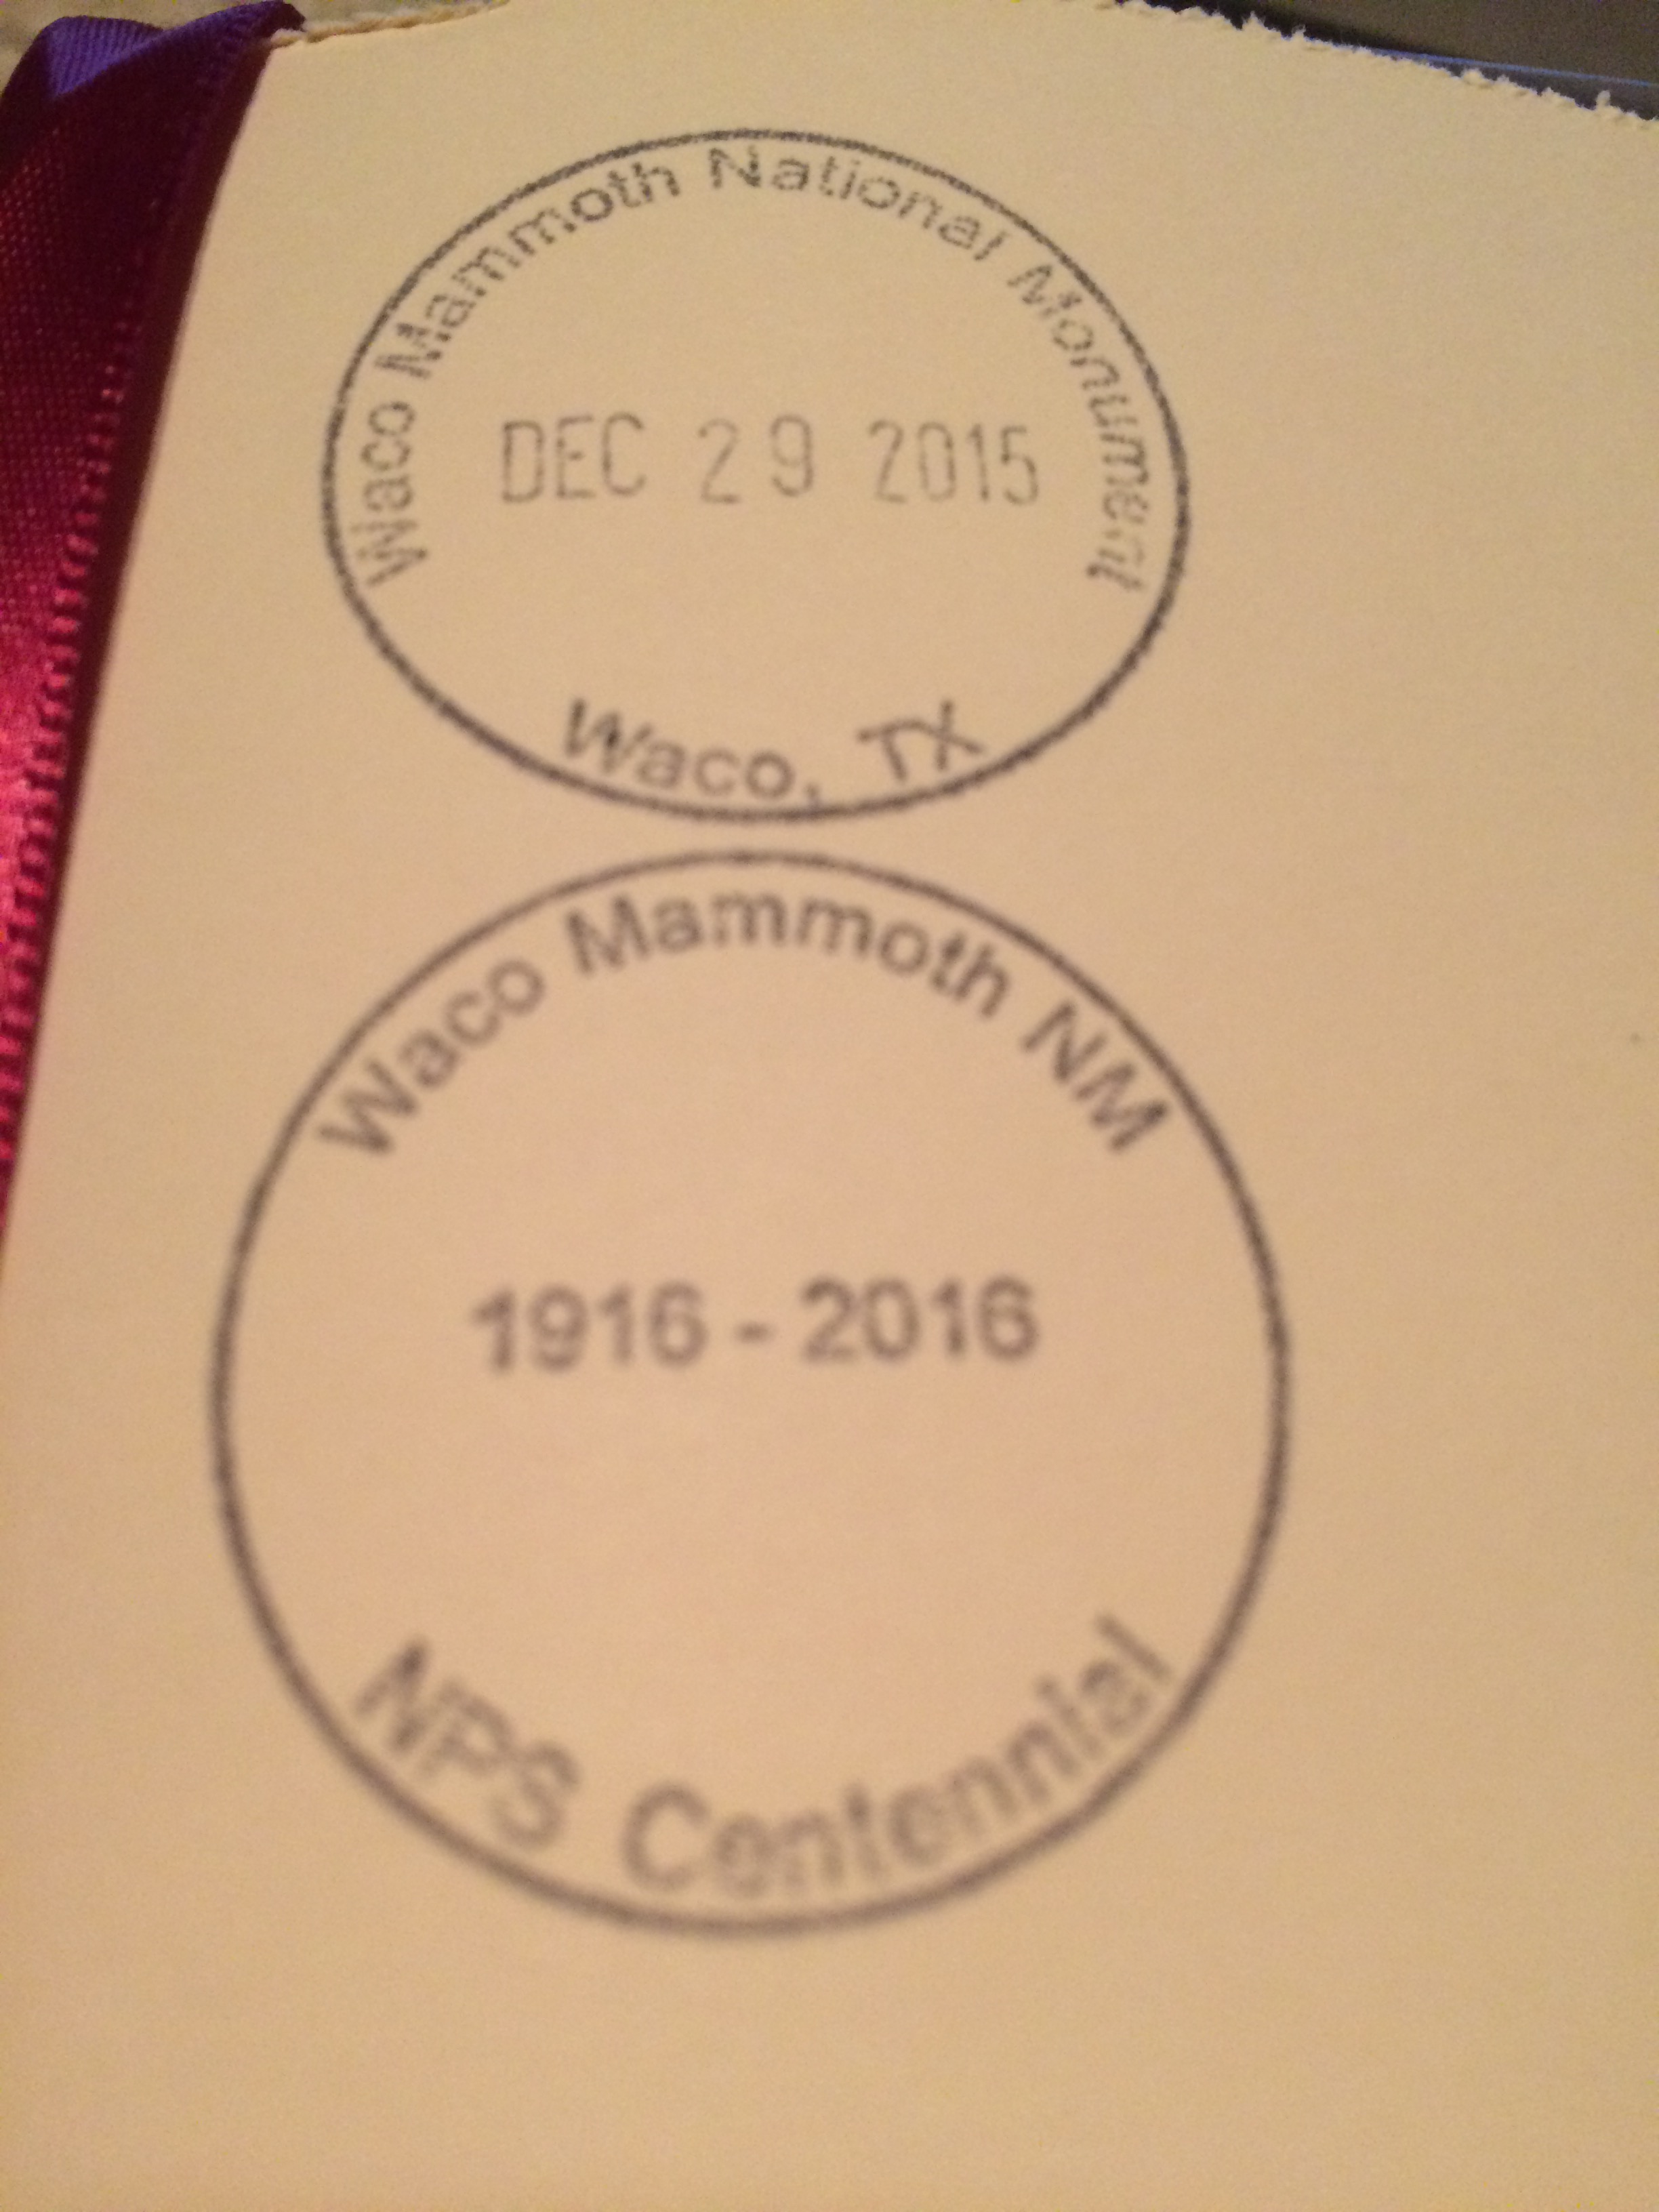 Waco Mammoth National Monument
DEC 29 2015
Waco, TX
Waco Mammoth NM
1916 - 2016
NPS Centennial